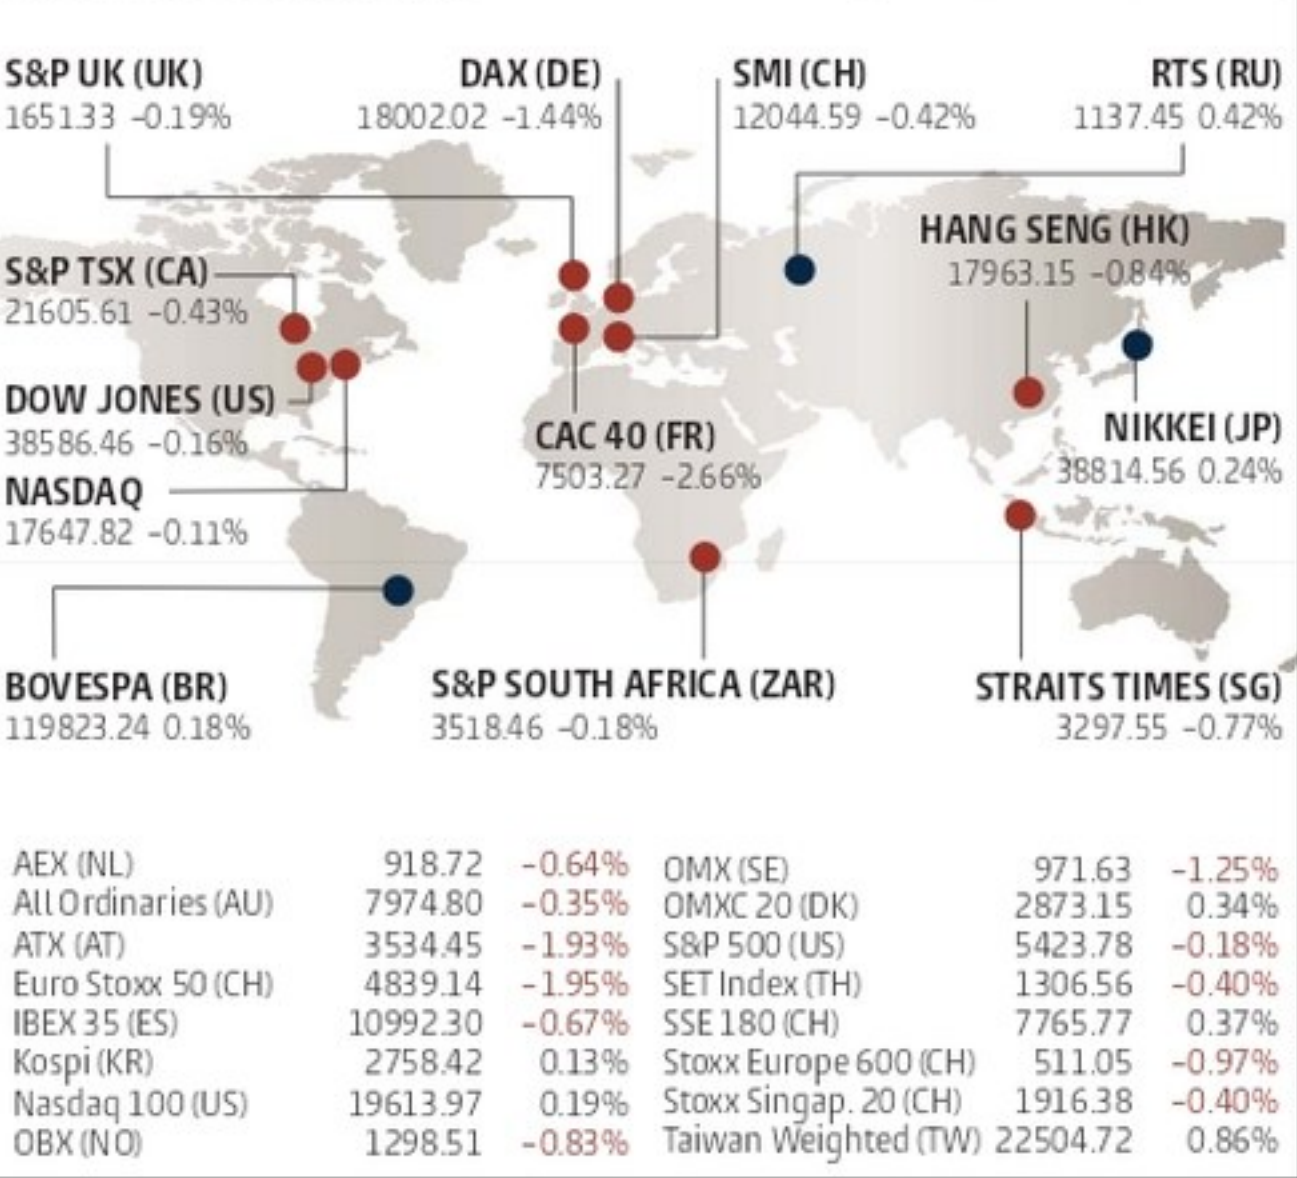 S&P UK (UK)
1651.33 -0.19%
DAX (DE)
18002.02 -1.44%
SMI (CH)
12044.59 -0.42%
RTS (RU)
1137.45 0.42%
HANG SENG (HK)
17963.15 -0.84%
S&P TSX (CA)
21605.61 -0.43%
DOW JONES (US)
38586.46 -0.16%
CAC 40 (FR)
7503.27 -2.66%
NIKKEI (JP)
38814.56 0.24%
NASDAQ
17647.82 -0.11%
BOVESPA (BR)
119823.24 0.18%
S&P SOUTH AFRICA (ZAR)
3518.46 -0.18%
STRAITS TIMES (SG)
3297.55 -0.77%
AEX (NL) 918.72 -0.64%
All Ordinaries (AU) 7974.80 -0.35%
ATX (AT) 3534.45 -1.93%
Euro Stoxx 50 (CH) 4839.14 -1.95%
IBEX 35 (ES) 10992.30 -0.67%
Kospi (KR) 2758.42 0.13%
Nasdaq 100 (US) 19613.97 0.19%
OBX (NO) 1298.51 -0.83%
OMX (SE) 971.63 -1.25%
OMXC 20 (DK) 2873.15 0.34%
S&P 500 (US) 5423.78 -0.18%
SET Index (TH) 1306.56 -0.40%
SSE 180 (CH) 7765.77 0.37%
Stoxx Europe 600 (CH) 511.05 -0.97%
Stoxx Singap. 20 (CH) 1916.38 -0.40%
Taiwan Weighted (TW) 22504.72 0.86%